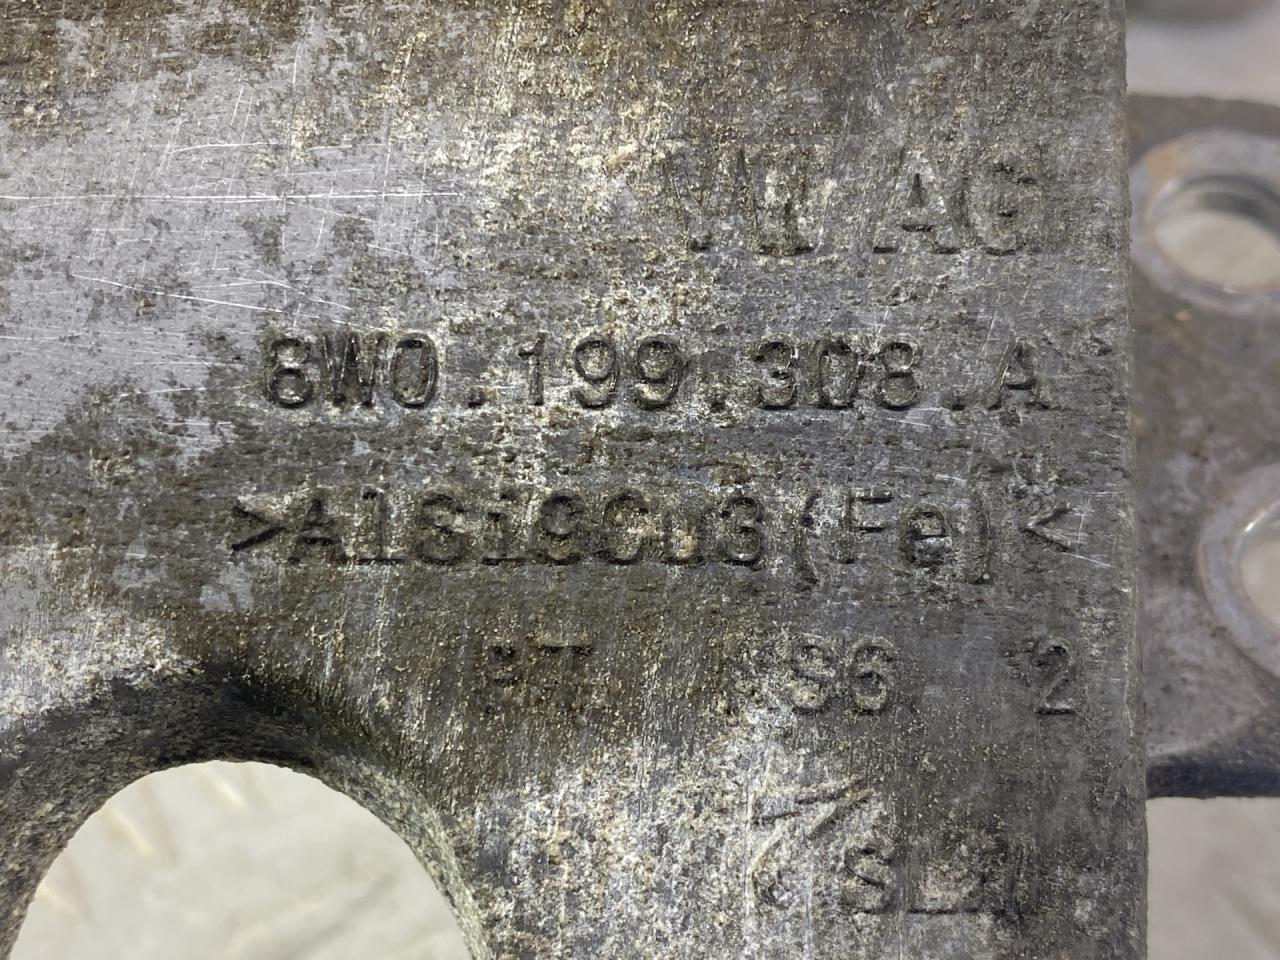 VW AG
8W0.199.308.A
>AlSi9Cu3(Fe)<
S6 2